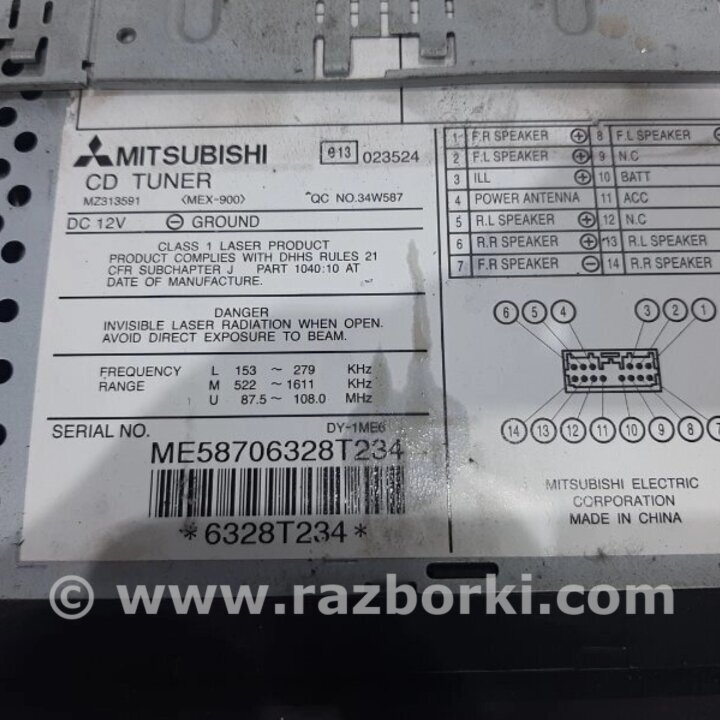 MITSUBISHI e13 023524
CD TUNER
MZ313591 <MEX-900> *QC NO.34W587
DC 12V ⊖ GROUND
CLASS 1 LASER PRODUCT
PRODUCT COMPLIES WITH DHHS RULES 21
CFR SUBCHAPTER J PART 1040:10 AT
DATE OF MANUFACTURE.
DANGER
INVISIBLE LASER RADIATION WHEN OPEN.
AVOID DIRECT EXPOSURE TO BEAM.
FREQUENCY L 153 ~ 279 KHz
RANGE M 522 ~ 1611 KHz
U 87.5 ~ 108.0 MHz
SERIAL NO. DY-1ME6
ME58706328T234
*6328T234*
1 F.R SPEAKER ⊕ 8 F.L SPEAKER
2 F.L SPEAKER ⊕ 9 N.C
3 ILL 10 BATT
4 POWER ANTENNA 11 ACC
5 R.L SPEAKER ⊕ 12 N.C
6 R.R SPEAKER ⊕ 13 R.L SPEAKER
7 F.R SPEAKER ⊖ 14 R.R SPEAKER
6 5 4 3 2 1
14 13 12 11 10 9 8 7
MITSUBISHI ELECTRIC
CORPORATION
MADE IN CHINA
© www.razborki.com